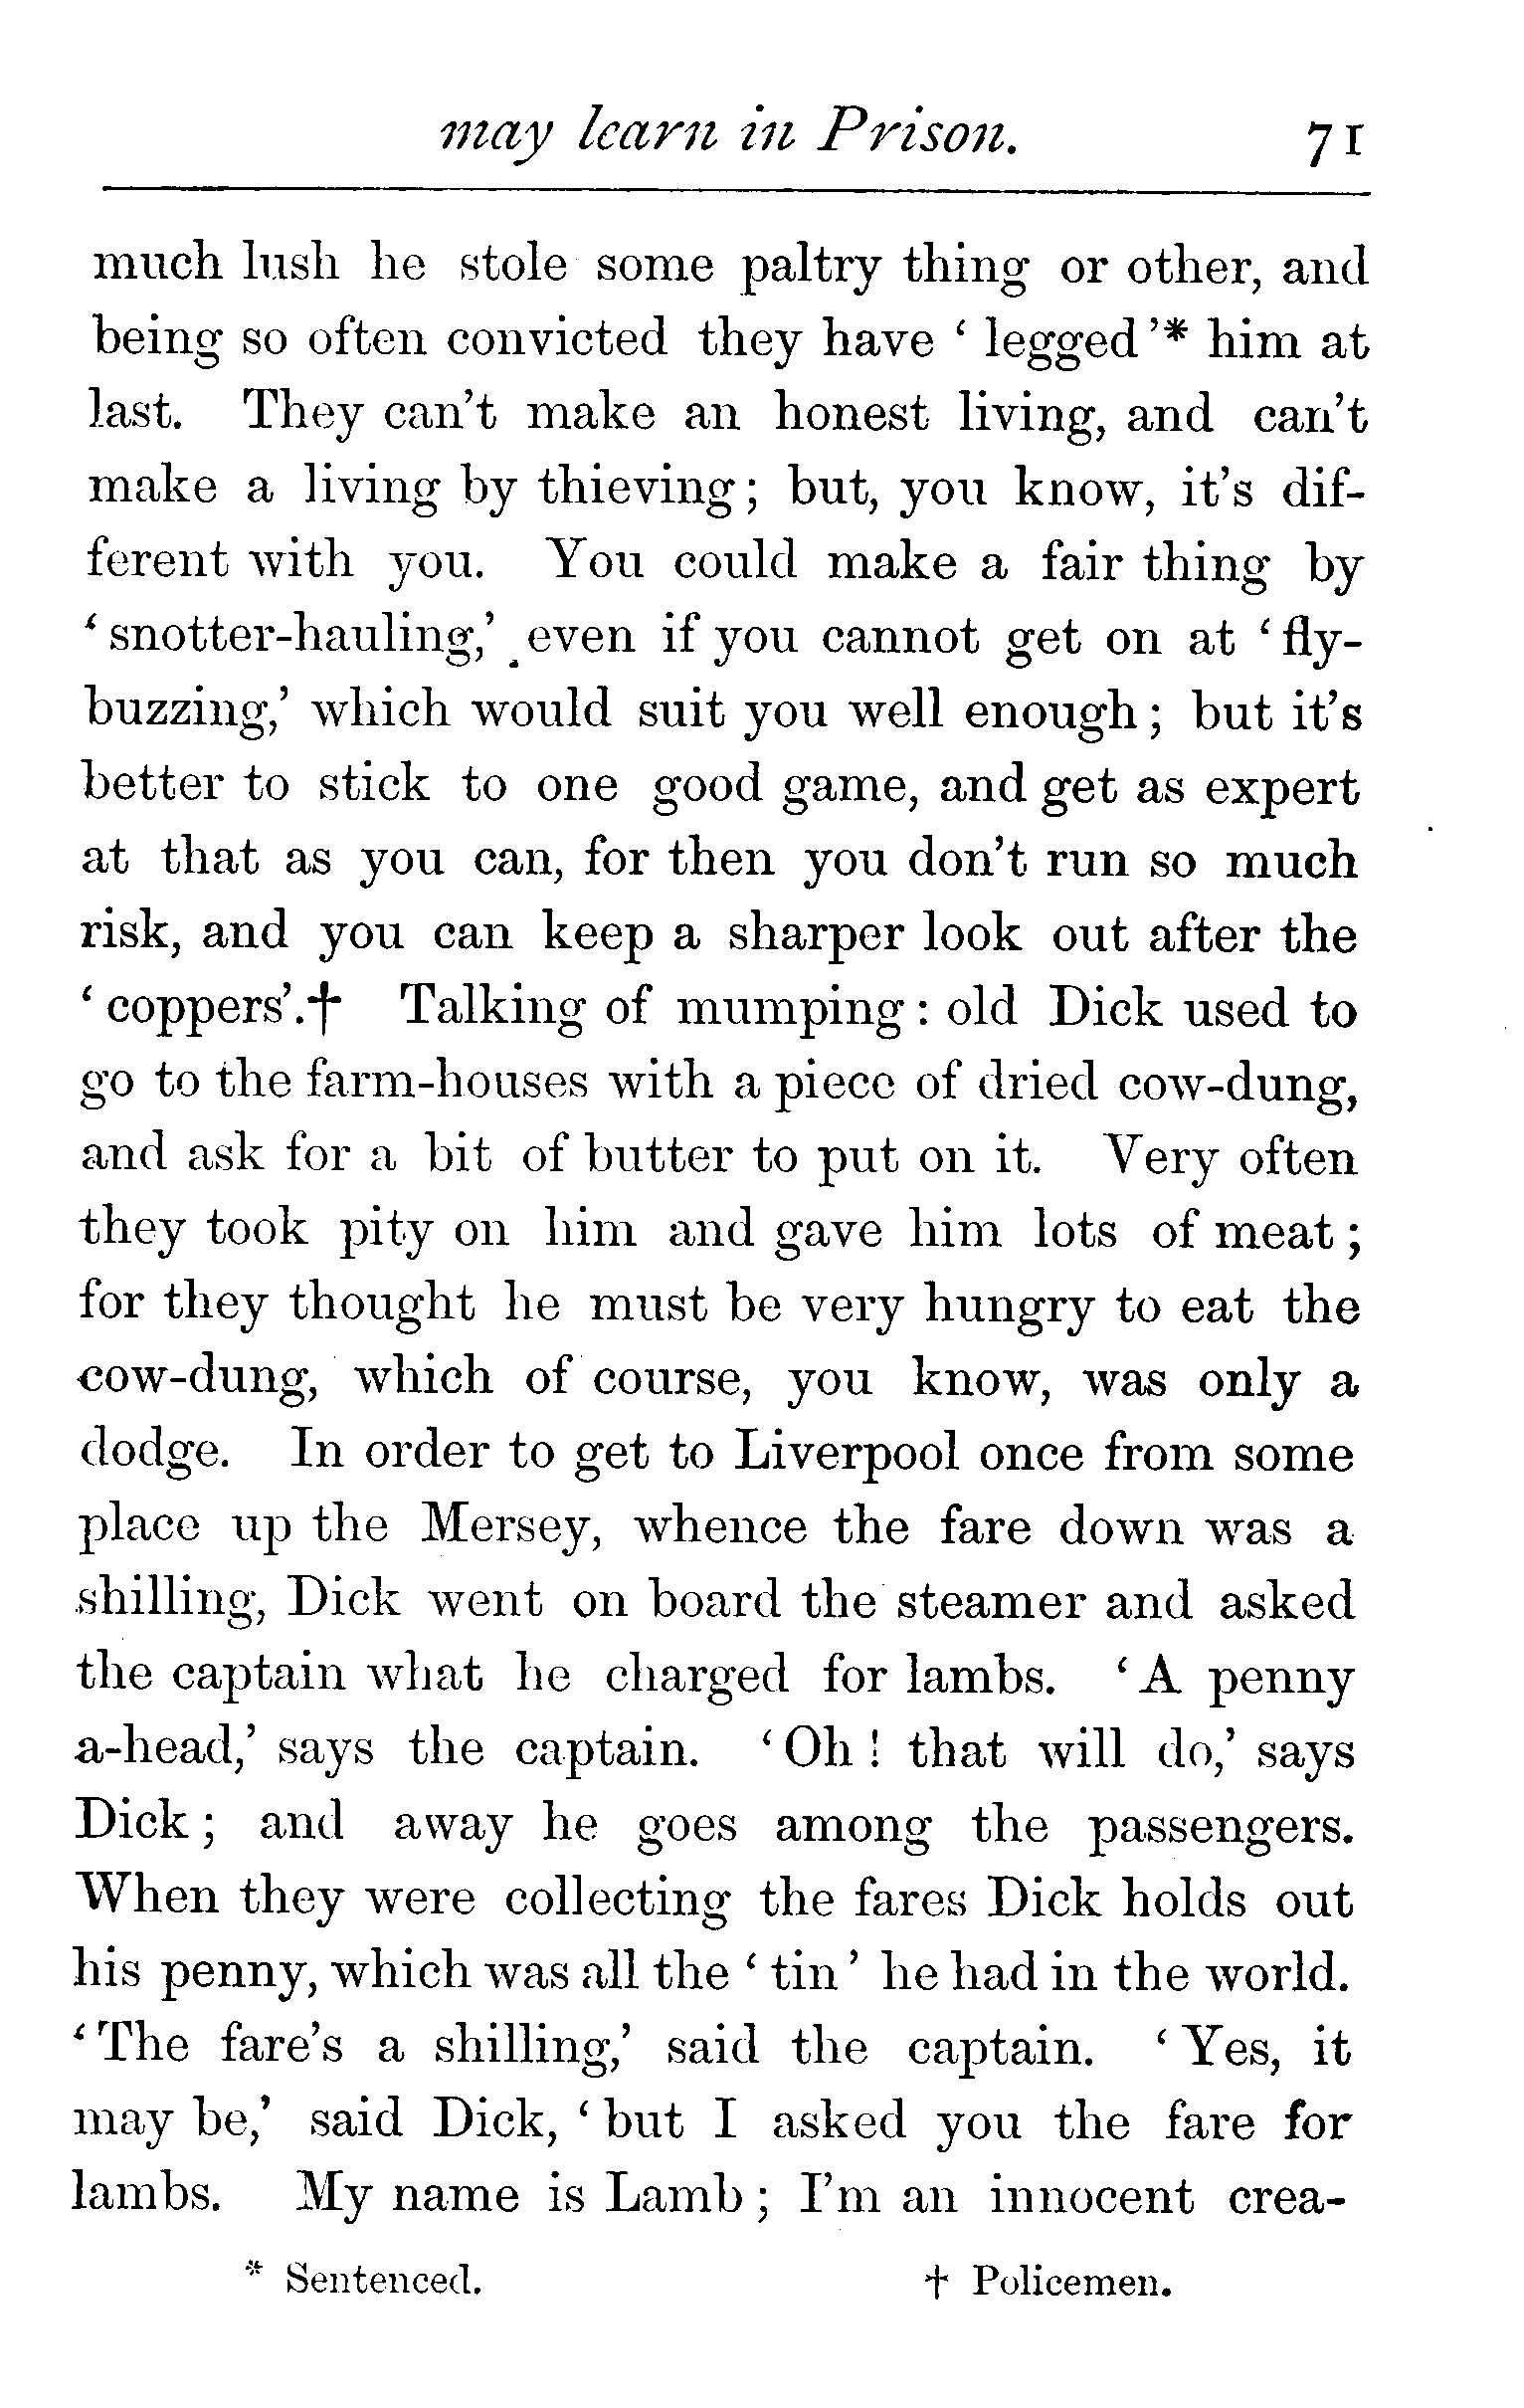 may learn in Prison. 71
much lush he stole some paltry thing or other, and
being so often convicted they have ‘ legged ’* him at
last. They can’t make an honest living, and can’t
make a living by thieving; but, you know, it’s dif-
ferent with you. You could make a fair thing by
‘ snotter-hauling,’ even if you cannot get on at ‘ fly-
buzzing,’ which would suit you well enough; but it’s
better to stick to one good game, and get as expert
at that as you can, for then you don’t run so much
risk, and you can keep a sharper look out after the
‘ coppers’.† Talking of mumping: old Dick used to
go to the farm-houses with a piece of dried cow-dung,
and ask for a bit of butter to put on it. Very often
they took pity on him and gave him lots of meat;
for they thought he must be very hungry to eat the
cow-dung, which of course, you know, was only a
dodge. In order to get to Liverpool once from some
place up the Mersey, whence the fare down was a
shilling, Dick went on board the steamer and asked
the captain what he charged for lambs. ‘ A penny
a-head,’ says the captain. ‘ Oh! that will do,’ says
Dick; and away he goes among the passengers.
When they were collecting the fares Dick holds out
his penny, which was all the ‘ tin ’ he had in the world.
‘ The fare’s a shilling,’ said the captain. ‘ Yes, it
may be,’ said Dick, ‘ but I asked you the fare for
lambs. My name is Lamb; I’m an innocent crea-
* Sentenced. † Policemen.